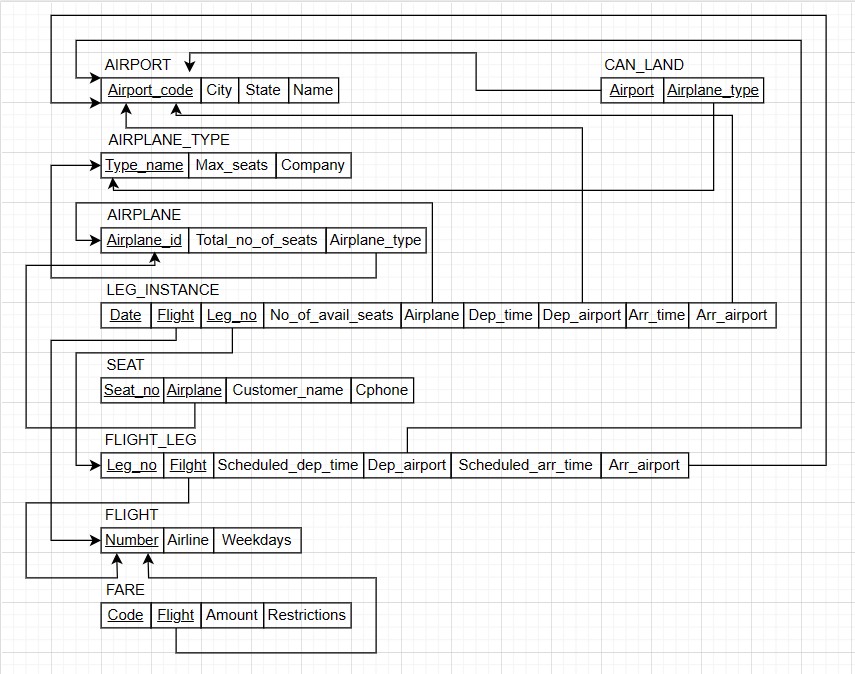 AIRPORT CAN_LAND
Airport_code City State Name Airport Airplane_type
AIRPLANE_TYPE
Type_name Max_seats Company
AIRPLANE
Airplane_id Total_no_of_seats Airplane_type
LEG_INSTANCE
Date Flight Leg_no No_of_avail_seats Airplane Dep_time Dep_airport Arr_time Arr_airport
SEAT
Seat_no Airplane Customer_name Cphone
FLIGHT_LEG
Leg_no Filght Scheduled_dep_time Dep_airport Scheduled_arr_time Arr_airport
FLIGHT
Number Airline Weekdays
FARE
Code Flight Amount Restrictions